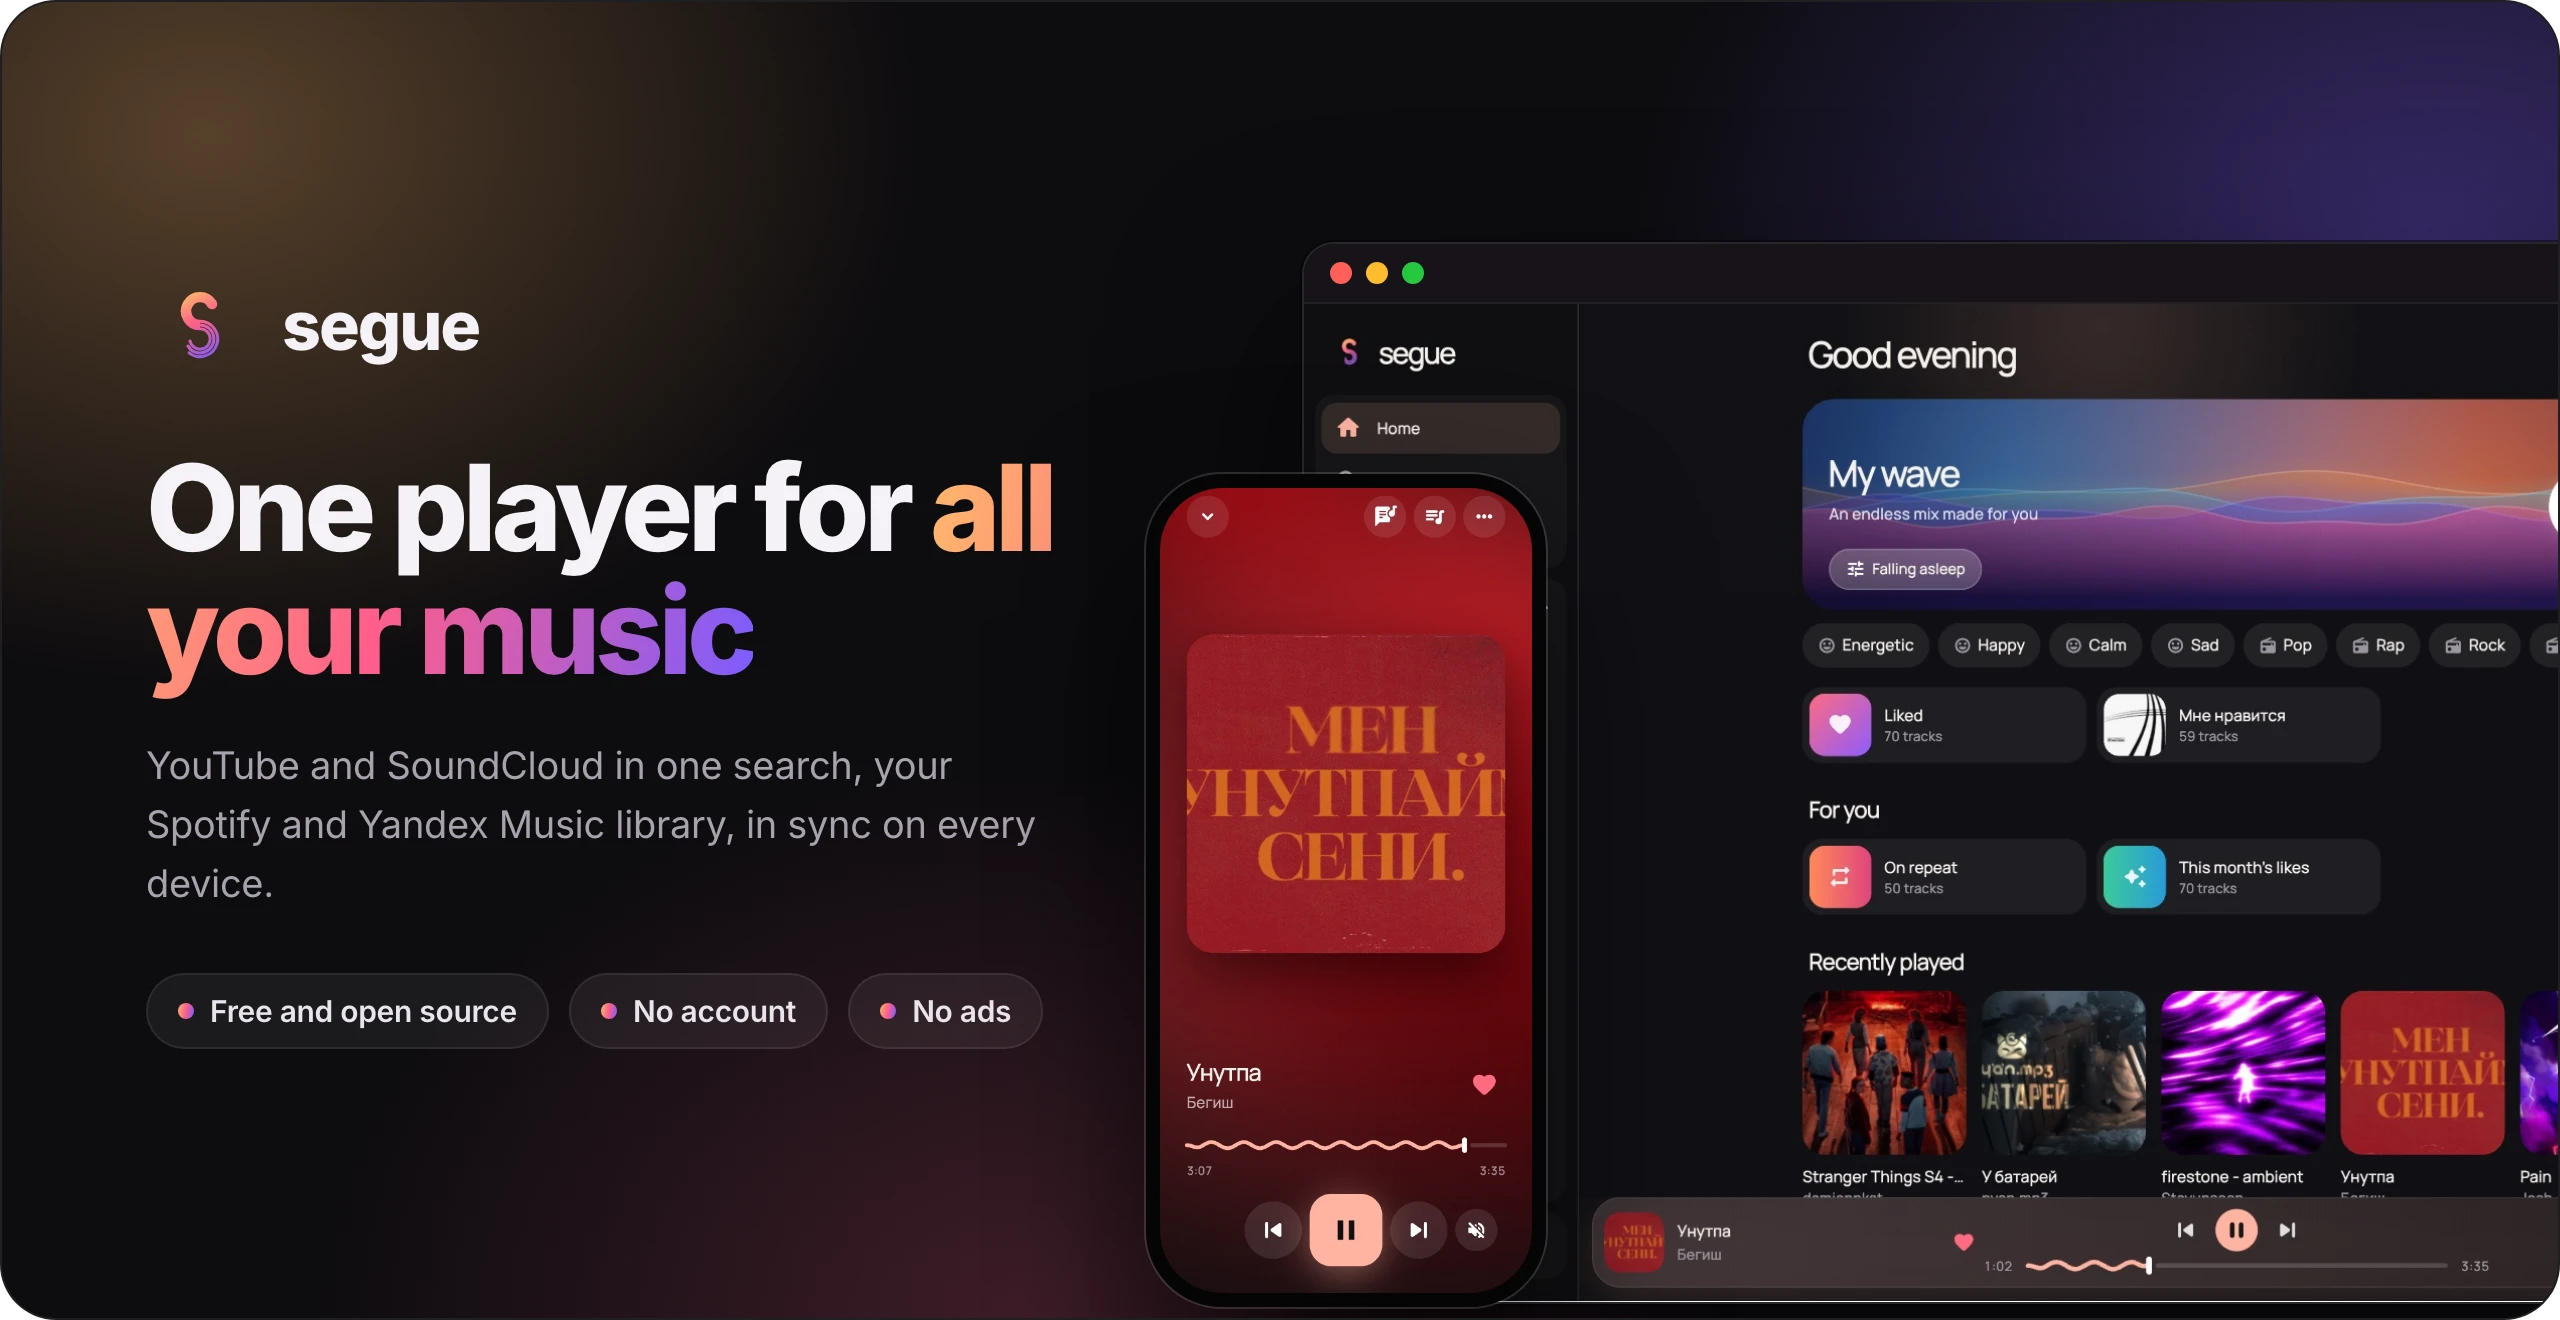 segue
One player for all
your music
YouTube and SoundCloud in one search, your
Spotify and Yandex Music library, in sync on every
device.
Free and open source
No account
No ads
МЕН
УНУТПАЙМ
СЕНИ.
Унутпа
Бегиш
3:07
3:35
segue
Home
Good evening
My wave
An endless mix made for you
Falling asleep
Energetic
Happy
Calm
Sad
Pop
Rap
Rock
Liked
70 tracks
Мне нравится
59 tracks
For you
On repeat
50 tracks
This month's likes
70 tracks
Recently played
МЕН
СЕНИ.
Stranger Things S4 -...
У батарей
firestone - ambient
Унутпа
Pain
Унутпа
Бегиш
1:02
3:35